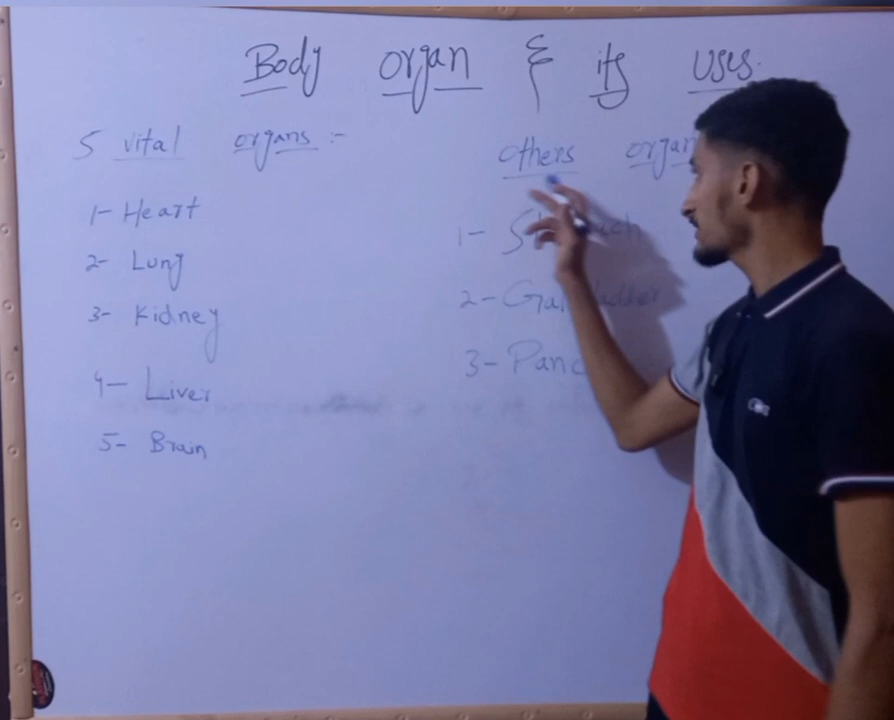 Body organ & its uses.
5 vital organs :-
1- Heart
2- Lung
3- Kidney
4- Liver
5- Brain
Others
1-
2-
3-